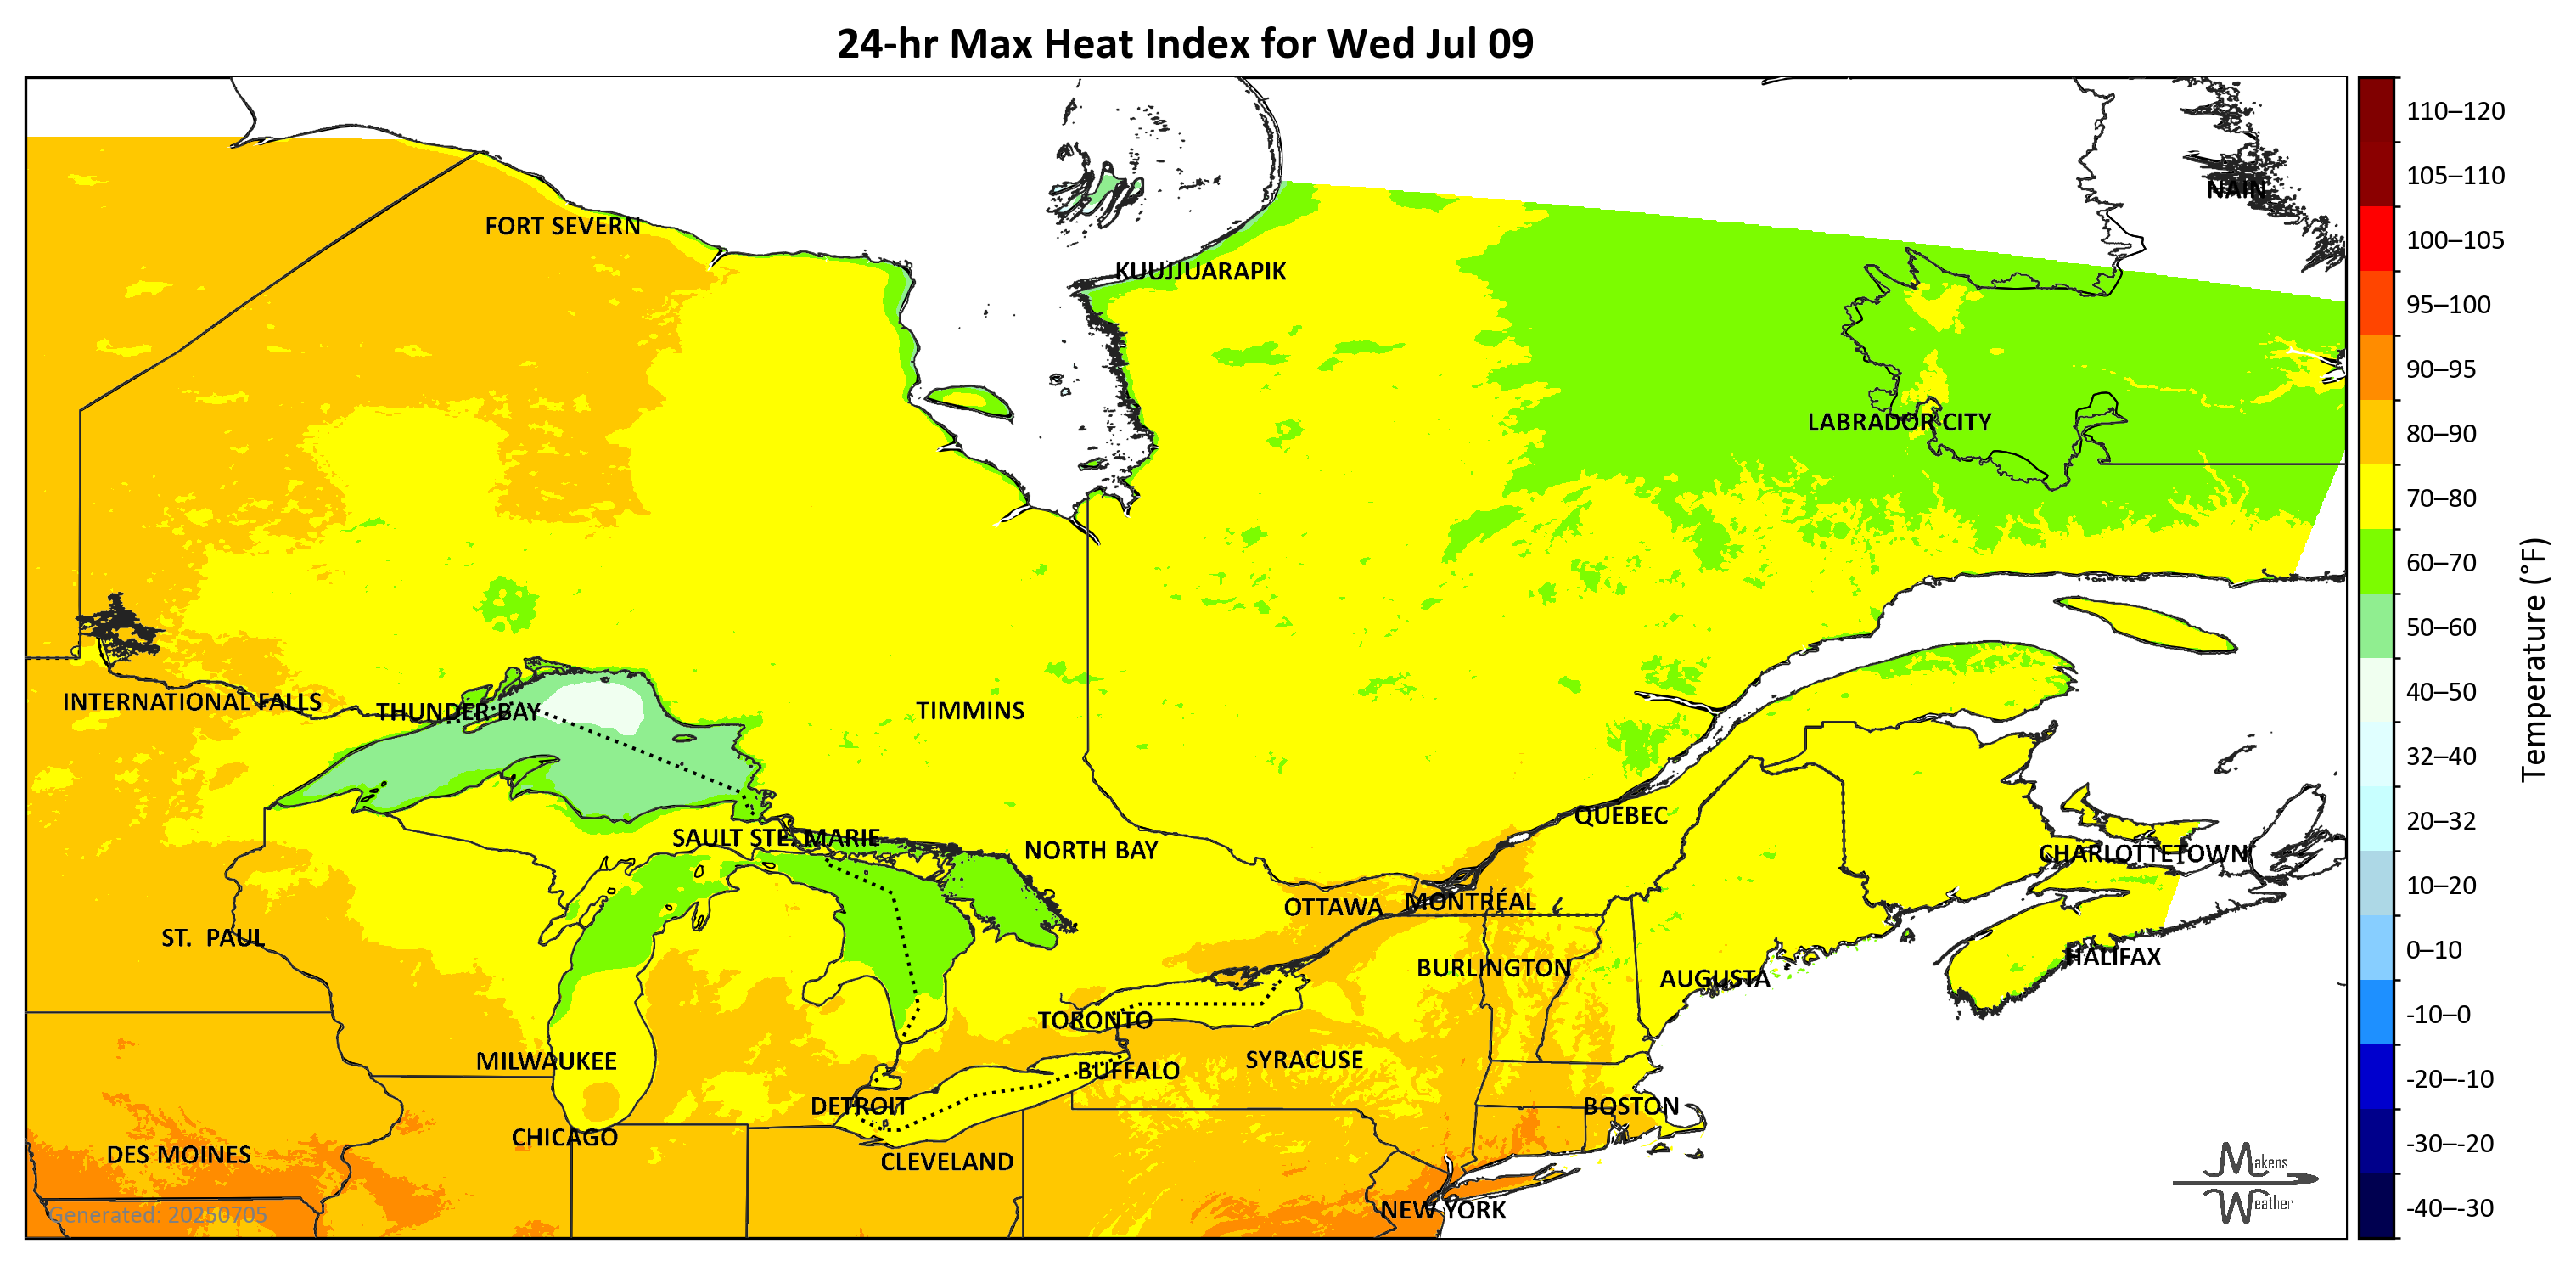 24-hr Max Heat Index for Wed Jul 09
NAIN
FORT SEVERN
KUUJJUARAPIK
LABRADOR CITY
INTERNATIONAL FALLS
THUNDER BAY
TIMMINS
QUEBEC
SAULT STE. MARIE
NORTH BAY
CHARLOTTETOWN
OTTAWA
MONTRÉAL
ST. PAUL
HALIFAX
BURLINGTON
AUGUSTA
TORONTO
MILWAUKEE
SYRACUSE
BUFFALO
DETROIT
BOSTON
CHICAGO
DES MOINES
CLEVELAND
NEW YORK
Generated: 20250705
Makens
Weather
110–120
105–110
100–105
95–100
90–95
80–90
70–80
60–70
50–60
40–50
32–40
20–32
10–20
0–10
-10–0
-20–-10
-30–-20
-40–-30
Temperature (°F)